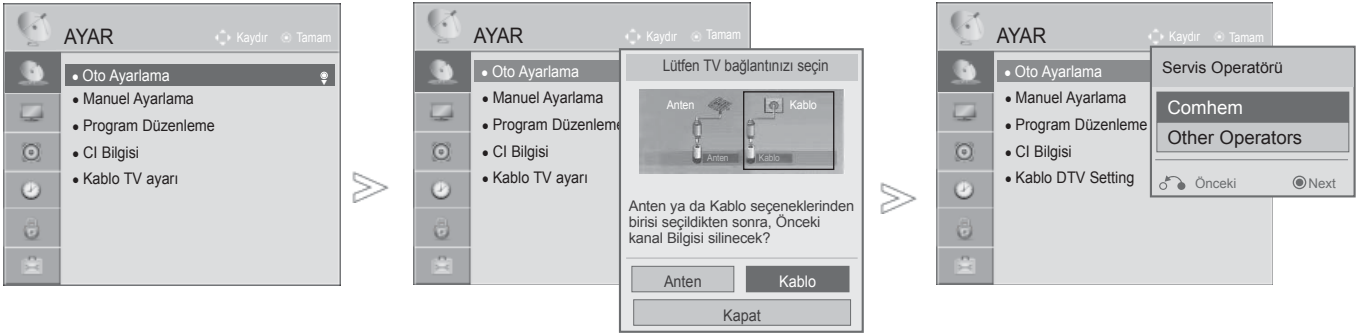 AYAR
Kaydır Tamam
• Oto Ayarlama
• Manuel Ayarlama
• Program Düzenleme
• CI Bilgisi
• Kablo TV ayarı
AYAR
Kaydır Tamam
• Oto Ayarlama
• Manuel Ayarlama
• Program Düzenleme
• CI Bilgisi
• Kablo TV ayarı
Lütfen TV bağlantınızı seçin
Anten Kablo
Anten Kablo
Anten ya da Kablo seçeneklerinden
birisi seçildikten sonra, Önceki
kanal Bilgisi silinecek?
Anten Kablo
Kapat
AYAR
Kaydır Tamam
• Oto Ayarlama
• Manuel Ayarlama
• Program Düzenleme
• CI Bilgisi
• Kablo DTV Setting
Servis Operatörü
Comhem
Other Operators
Önceki Next